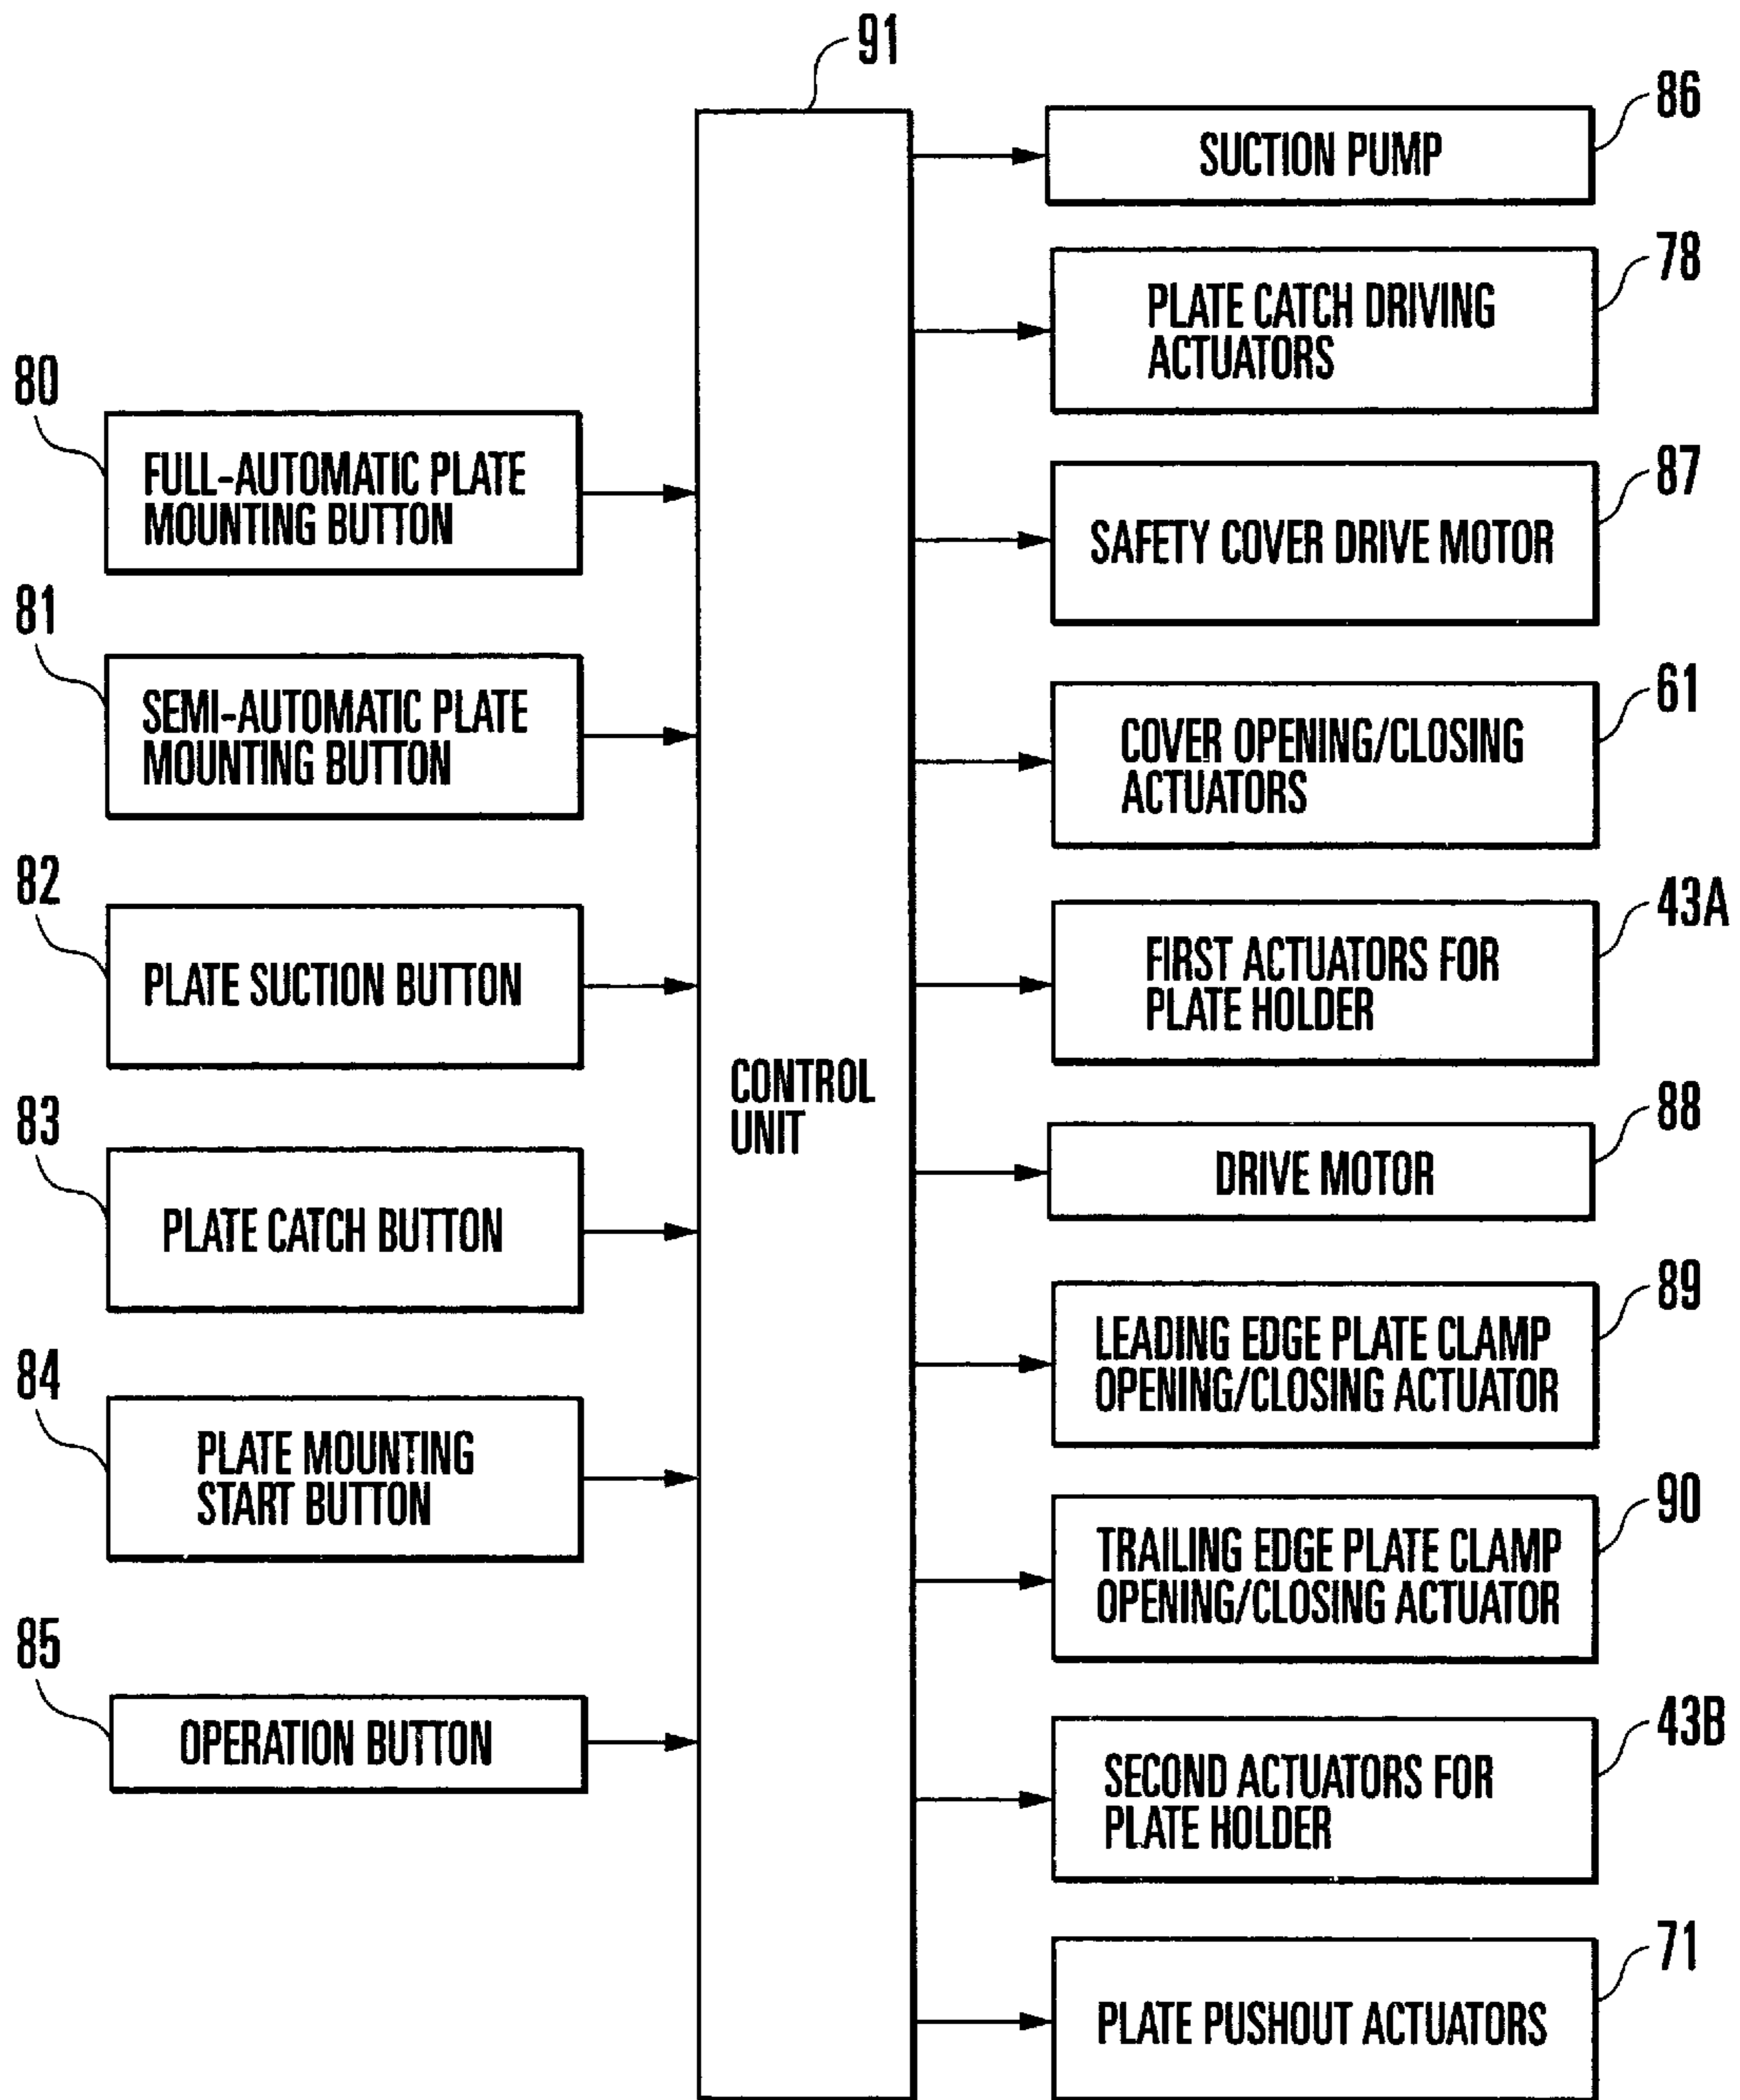 91
86
SUCTION PUMP
78
PLATE CATCH DRIVING
ACTUATORS
80
FULL-AUTOMATIC PLATE
MOUNTING BUTTON
87
SAFETY COVER DRIVE MOTOR
81
SEMI-AUTOMATIC PLATE
MOUNTING BUTTON
61
COVER OPENING/CLOSING
ACTUATORS
82
PLATE SUCTION BUTTON
43A
FIRST ACTUATORS FOR
PLATE HOLDER
CONTROL
UNIT
83
PLATE CATCH BUTTON
88
DRIVE MOTOR
84
PLATE MOUNTING
START BUTTON
89
LEADING EDGE PLATE CLAMP
OPENING/CLOSING ACTUATOR
90
TRAILING EDGE PLATE CLAMP
OPENING/CLOSING ACTUATOR
85
OPERATION BUTTON
43B
SECOND ACTUATORS FOR
PLATE HOLDER
71
PLATE PUSHOUT ACTUATORS